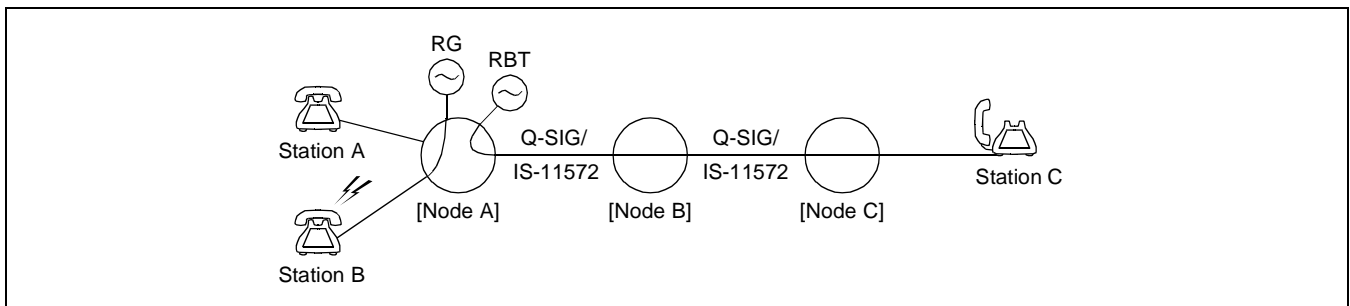 RG
RBT
Station A
Q-SIG/
IS-11572
Q-SIG/
IS-11572
Station C
[Node A]
[Node B]
[Node C]
Station B